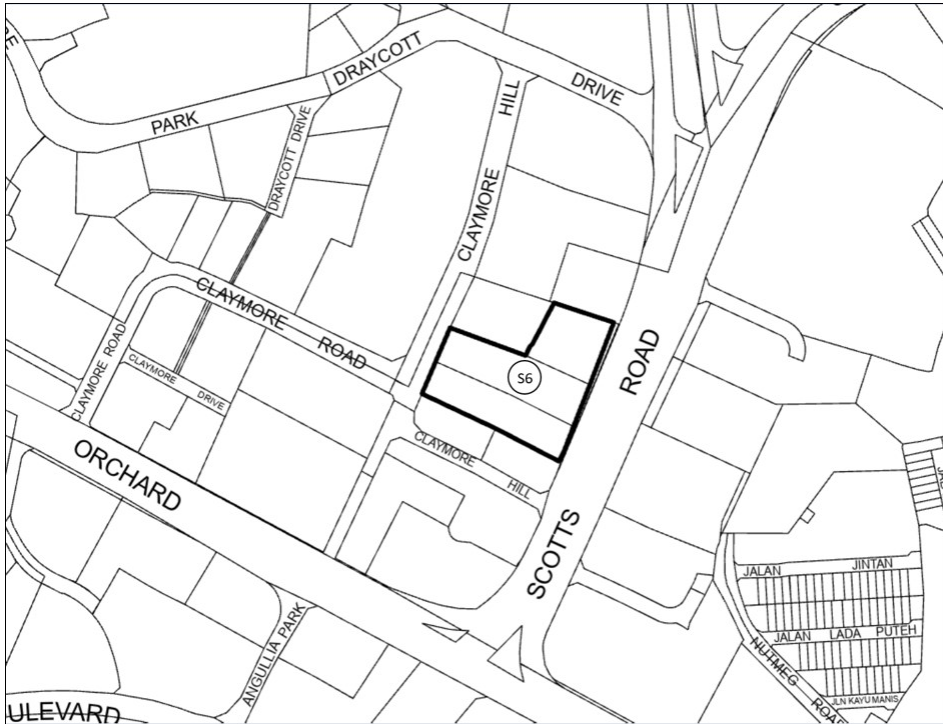 DRAYCOTT
DRIVE
PARK
DRAYCOTT DRIVE
HILL
CLAYMORE
CLAYMORE
ROAD
CLAYMORE ROAD
CLAYMORE
DRIVE
S6
ROAD
CLAYMORE
HILL
ORCHARD
SCOTTS
JALAN JINTAN
JALAN LADA PUTEH
JLN KAYU MANIS
NUTMEG ROAD
ANGULLIA PARK
ULEVARD